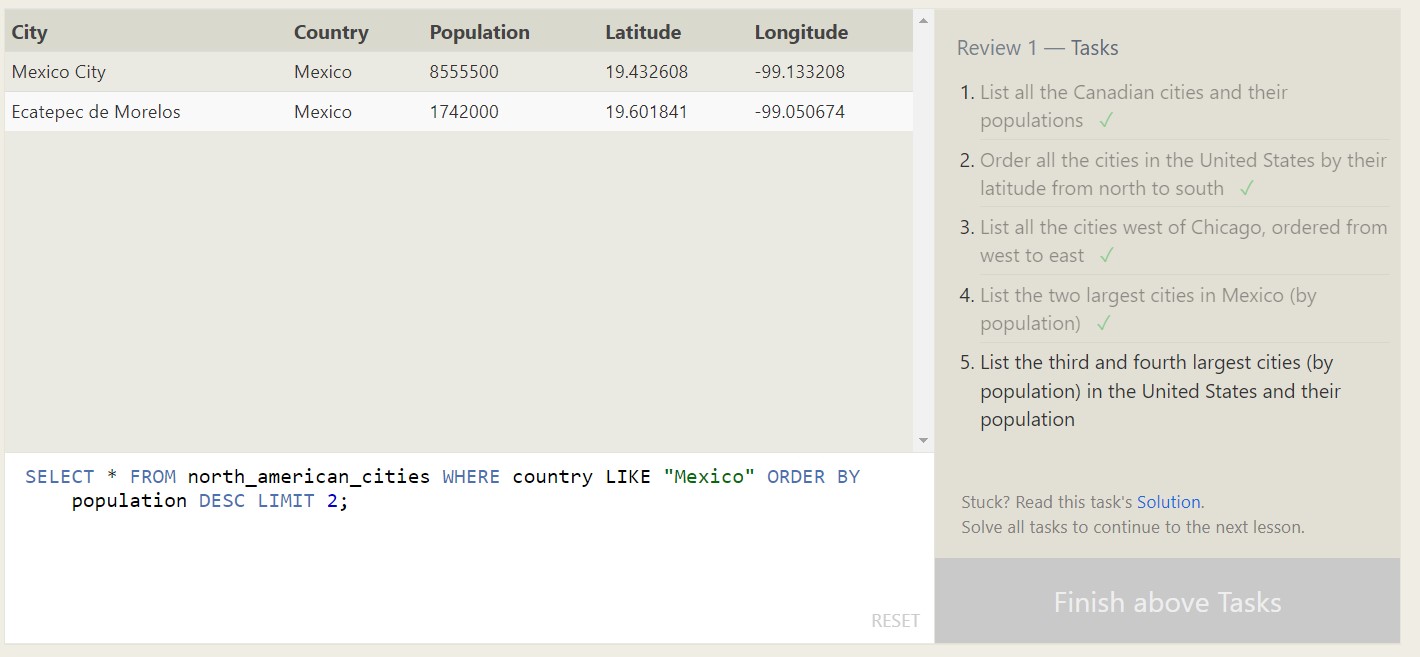 City Country Population Latitude Longitude
Mexico City Mexico 8555500 19.432608 -99.133208
Ecatepec de Morelos Mexico 1742000 19.601841 -99.050674
SELECT * FROM north_american_cities WHERE country LIKE "Mexico" ORDER BY
population DESC LIMIT 2;
RESET
Review 1 — Tasks
1. List all the Canadian cities and their
populations ✓
2. Order all the cities in the United States by their
latitude from north to south ✓
3. List all the cities west of Chicago, ordered from
west to east ✓
4. List the two largest cities in Mexico (by
population) ✓
5. List the third and fourth largest cities (by
population) in the United States and their
population
Stuck? Read this task's Solution.
Solve all tasks to continue to the next lesson.
Finish above Tasks